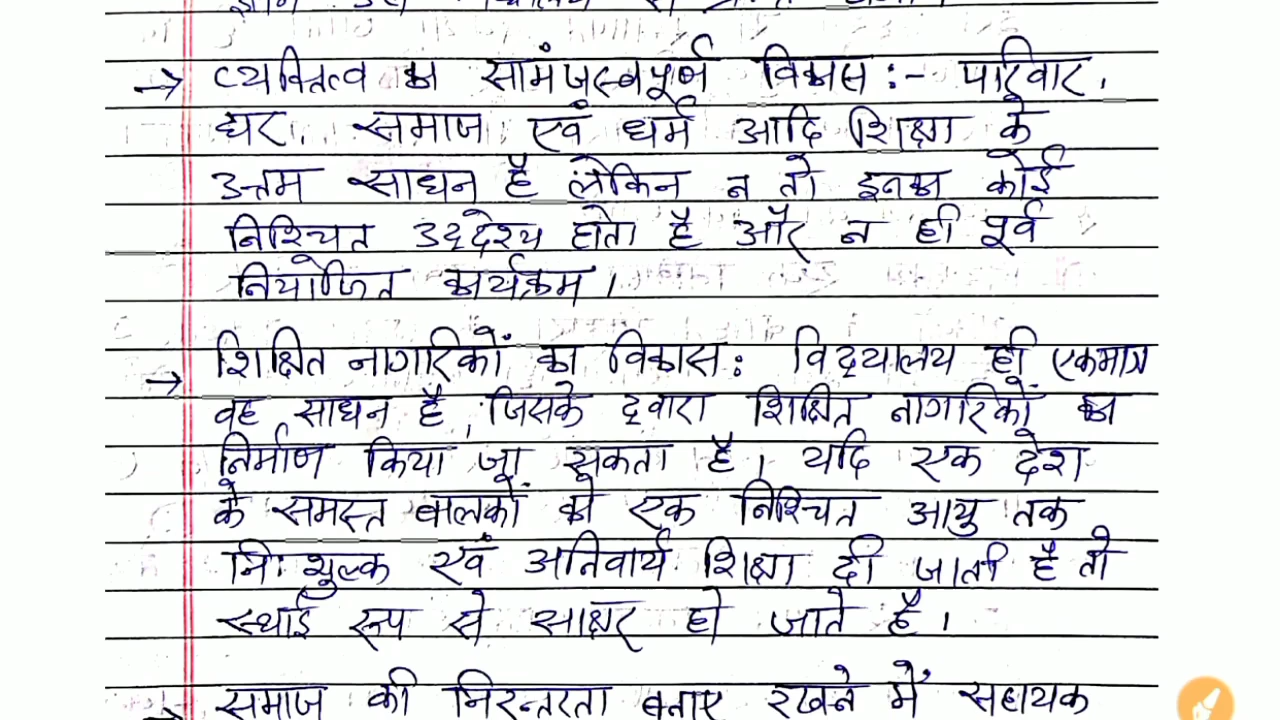 → व्यक्तित्व का सामंजस्यपूर्ण विकास :- परिवार,
घर, समाज एवं धर्म आदि शिक्षा के
उत्तम साधन है लेकिन न तो इनका कोई
निश्चित उद्देश्य होता है और न ही पूर्व
नियोजित कार्यक्रम।
→ शिक्षित नागरिकों का विकास: विद्यालय ही एकमात्र
वह साधन है, जिसके द्वारा शिक्षित नागरिकों का
निर्माण किया जा सकता है, यदि एक देश
के समस्त बालकों को एक निश्चित आयु तक
निःशुल्क एवं अनिवार्य शिक्षा दी जाती है तो
स्थाई रूप से साक्षर हो जाते है।
→ समाज की निरन्तरता बनाए रखने में सहायक